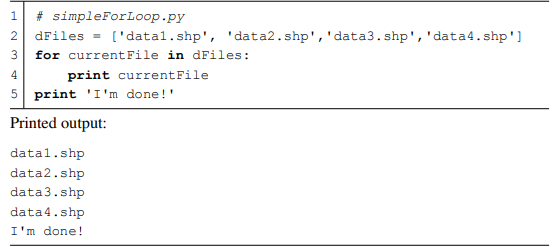 1 # simpleForLoop.py
2 dFiles = ['data1.shp', 'data2.shp','data3.shp','data4.shp']
3 for currentFile in dFiles:
4     print currentFile
5 print 'I'm done!'
Printed output:
data1.shp
data2.shp
data3.shp
data4.shp
I'm done!